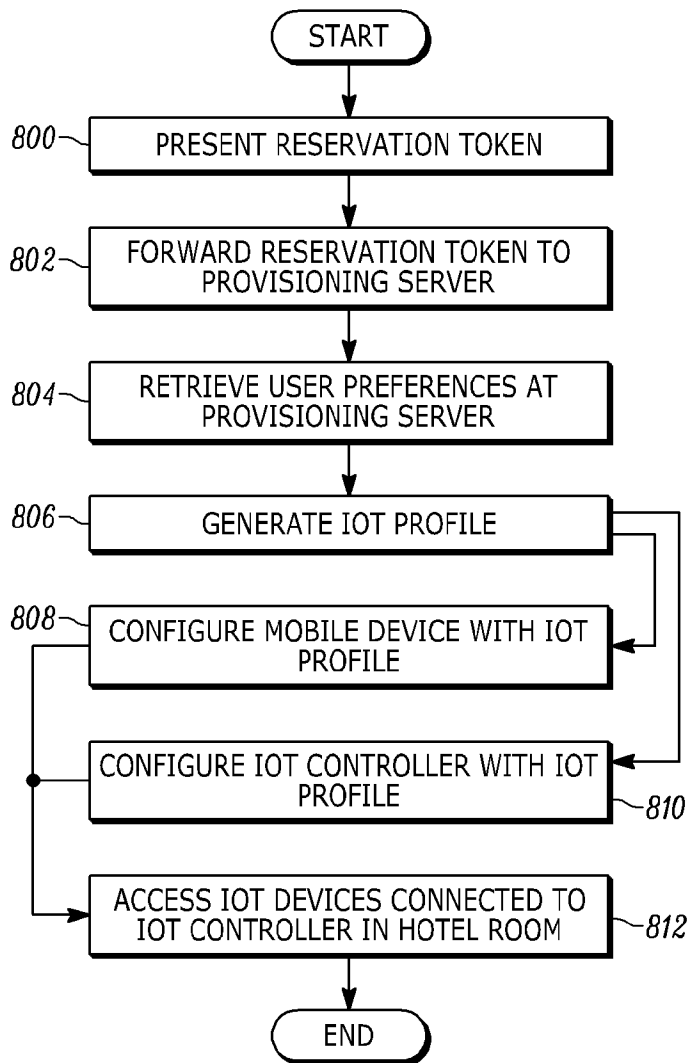 START
800
PRESENT RESERVATION TOKEN
802
FORWARD RESERVATION TOKEN TO
PROVISIONING SERVER
804
RETRIEVE USER PREFERENCES AT
PROVISIONING SERVER
806
GENERATE IOT PROFILE
808
CONFIGURE MOBILE DEVICE WITH IOT
PROFILE
CONFIGURE IOT CONTROLLER WITH IOT
PROFILE
810
ACCESS IOT DEVICES CONNECTED TO
IOT CONTROLLER IN HOTEL ROOM
812
END